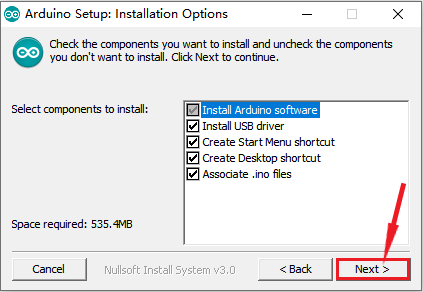 Arduino Setup: Installation Options
Check the components you want to install and uncheck the components
you don't want to install. Click Next to continue.
Select components to install:
Install Arduino software
Install USB driver
Create Start Menu shortcut
Create Desktop shortcut
Associate .ino files
Space required: 535.4MB
Cancel
Nullsoft Install System v3.0
< Back
Next >